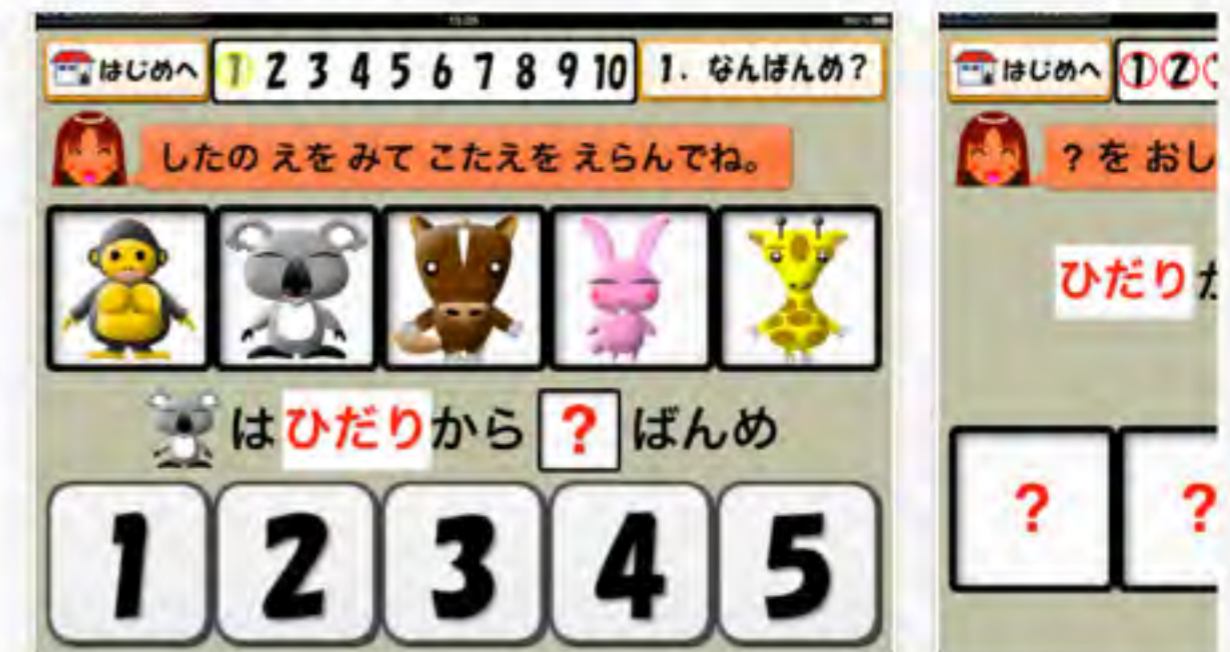 はじめへ 1 2 3 4 5 6 7 8 9 10 1. なんばんめ?
したの えを みて こたえを えらんでね。
は ひだりから ? ばんめ
1 2 3 4 5
はじめへ 1 2
? を おし
ひだり
? ?